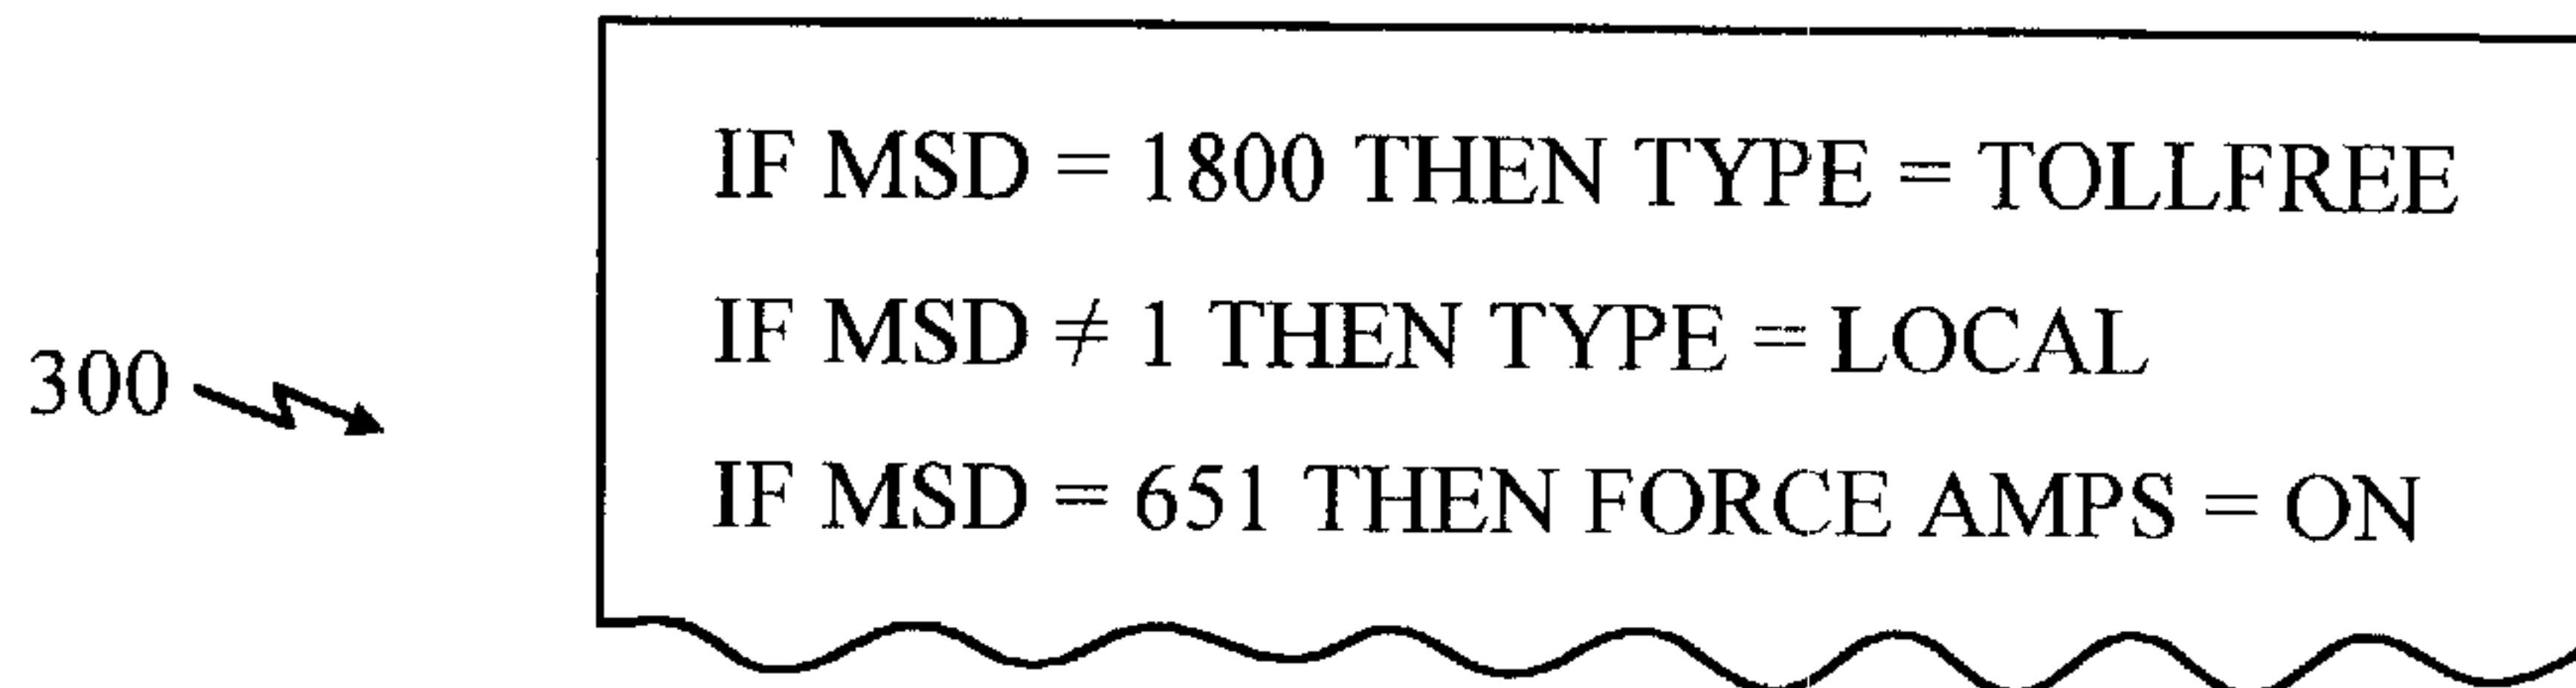 IF MSD = 1800 THEN TYPE = TOLLFREE
IF MSD ≠ 1 THEN TYPE = LOCAL
300
IF MSD = 651 THEN FORCE AMPS = ON